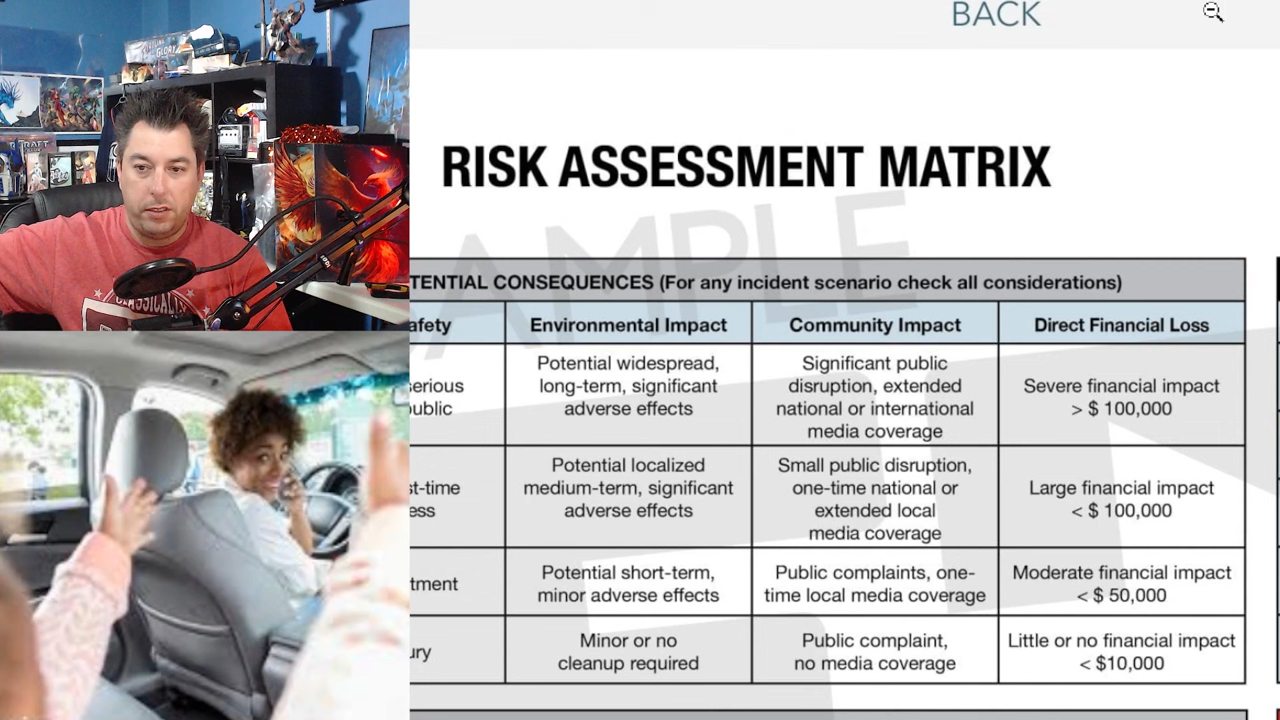 BACK
RISK ASSESSMENT MATRIX
SAMPLE
TENTIAL CONSEQUENCES (For any incident scenario check all considerations)
afety
Environmental Impact
Community Impact
Direct Financial Loss
serious
public
Potential widespread,
long-term, significant
adverse effects
Significant public
disruption, extended
national or international
media coverage
Severe financial impact
> $ 100,000
st-time
ess
Potential localized
medium-term, significant
adverse effects
Small public disruption,
one-time national or
extended local
media coverage
Large financial impact
< $ 100,000
tment
Potential short-term,
minor adverse effects
Public complaints, one-
time local media coverage
Moderate financial impact
< $ 50,000
ury
Minor or no
cleanup required
Public complaint,
no media coverage
Little or no financial impact
< $10,000
CLASSICALLY